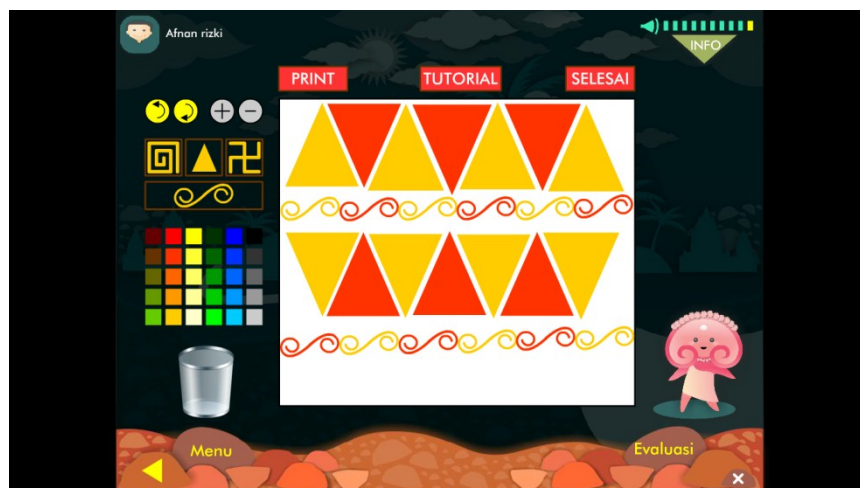 Afnan rizki
INFO
PRINT
TUTORIAL
SELESAI
Menu
Evaluasi